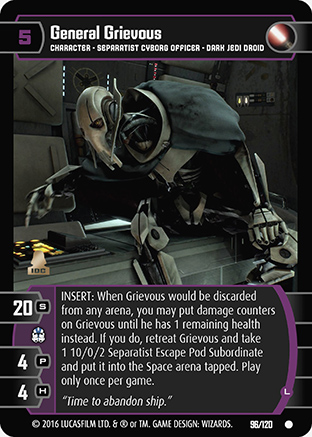 5
General Grievous
CHARACTER - SEPARATIST CYBORG OFFICER - DARK JEDI DROID
IBC
20 S
4 P
4 H
INSERT: When Grievous would be discarded
from any arena, you may put damage counters
on Grievous until he has 1 remaining health
instead. If you do, retreat Grievous and take
1 10/0/2 Separatist Escape Pod Subordinate
and put it into the Space arena tapped. Play
only once per game.
L
"Time to abandon ship."
© 2016 LUCASFILM LTD. & ® or TM. GAME DESIGN: WIZARDS.
96/120